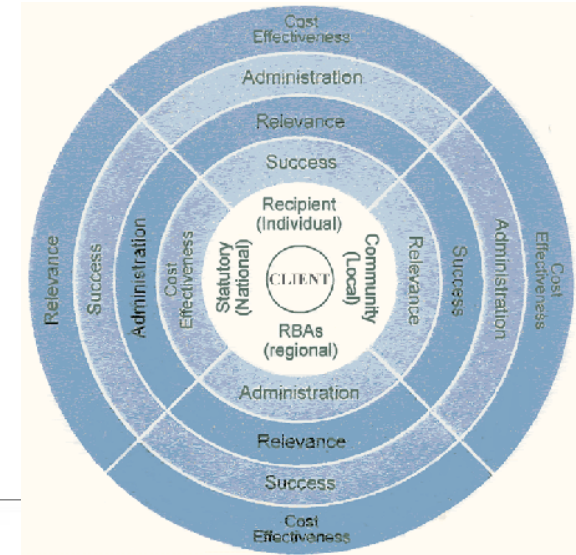 Cost
Effectiveness
Administration
Relevance
Success
Recipient
(Individual)
Relevance
Success
Administration
Cost
Effectiveness
Statutory
(National)
CLIENT
Community
(Local)
Relevance
Success
Administration
Cost
Effectiveness
RBAs
(regional)
Administration
Relevance
Success
Cost
Effectiveness